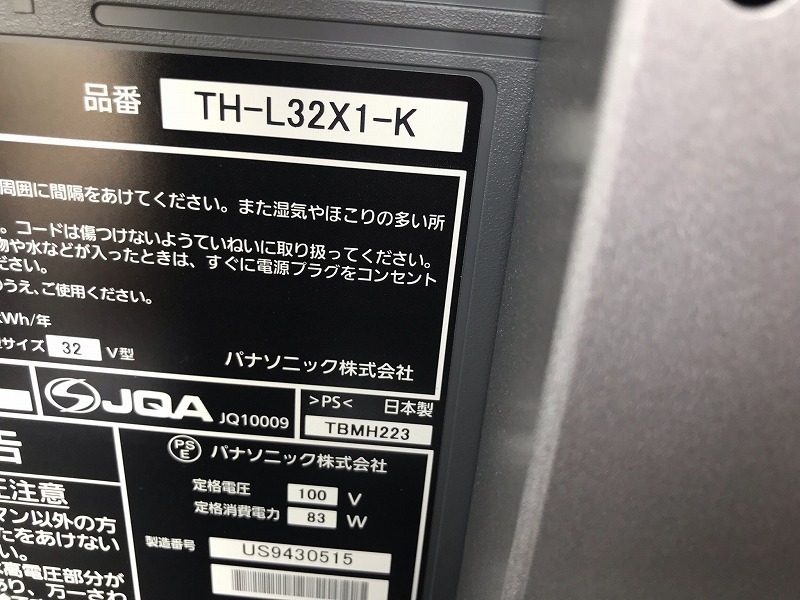 品番 TH-L32X1-K
周囲に間隔をあけてください。また湿気やほこりの多い所
。コードは傷つけないようていねいに取り扱ってください。
物や水などが入ったときは、すぐに電源プラグをコンセント
ださい。
のうえ、ご使用ください。
kWh/年
サイズ 32 V型
パナソニック株式会社
JQA JQ10009
>PS< 日本製
TBMH223
PSE パナソニック株式会社
定格電圧 100 V
定格消費電力 83 W
製造番号 US9430515
告
注意
マン以外の方
たをあけない
い。
高電圧部分が
あり、万一さわ